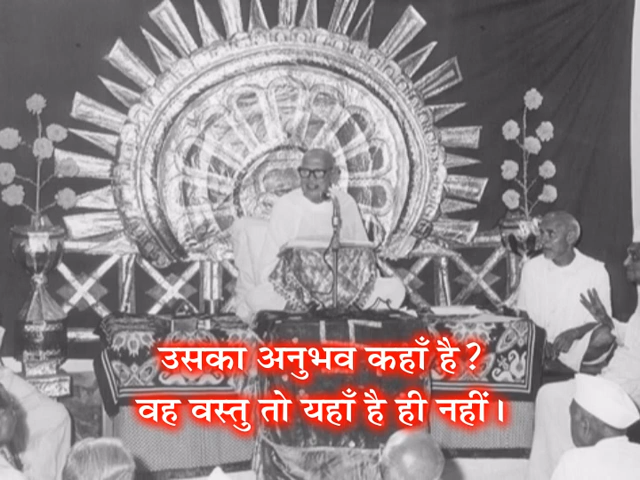 उसका अनुभव कहाँ है ?
वह वस्तु तो यहाँ है ही नहीं ।